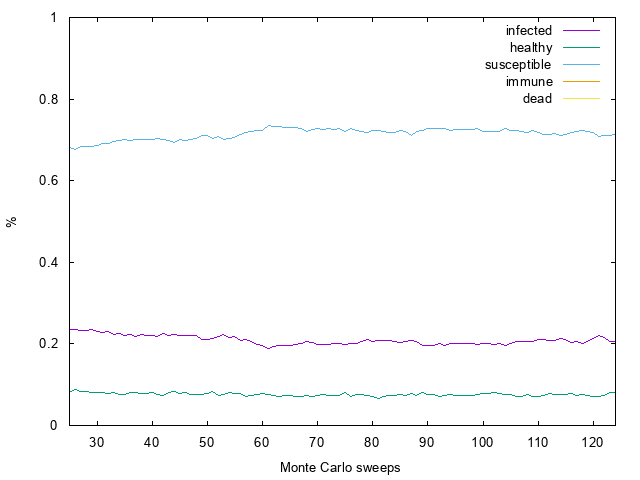 1
0.8
0.6
0.4
0.2
0
%
30 40 50 60 70 80 90 100 110 120
Monte Carlo sweeps
infected
healthy
susceptible
immune
dead